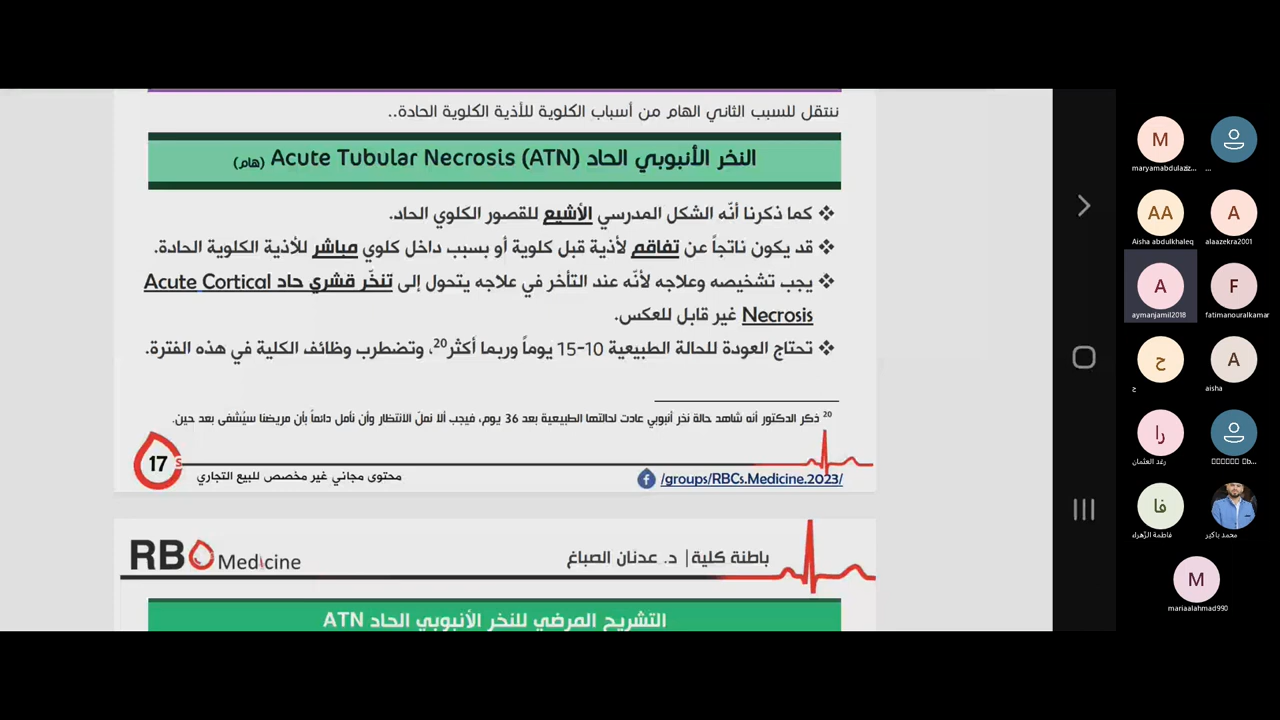 ننتقل للسبب الثاني الهام من أسباب الكلوية للأذية الكلوية الحادة..
النخر الأنبوبي الحاد Acute Tubular Necrosis (ATN) (هام)
❖ كما ذكرنا أنّه الشكل المدرسي الأشيع للقصور الكلوي الحاد.
❖ قد يكون ناتجاً عن تفاقم لأذية قبل كلوية أو بسبب داخل كلوي مباشر للأذية الكلوية الحادة.
❖ يجب تشخيصه وعلاجه لأنّه عند التأخر في علاجه يتحول إلى تنخّر قشري حاد Acute Cortical
Necrosis غير قابل للعكس.
❖ تحتاج العودة للحالة الطبيعية 10-15 يوماً وربما أكثر20، وتضطرب وظائف الكلية في هذه الفترة.
20 ذكر الدكتور أنه شاهد حالة نخر أنبوبي عادت لحالتها الطبيعية بعد 36 يوم، فيجب ألا نملّ الانتظار وأن نأمل دائماً بأن مريضنا سيُشفى بعد حين.
17
محتوى مجاني غير مخصص للبيع التجاري
/groups/RBCs.Medicine.2023/
RB Medicine
باطنة كلية| د. عدنان الصباغ
التشريح المرضي للنخر الأنبوبي الحاد ATN
M
maryamabdulaziz...
...
AA
Aisha abdulkhaleq
A
alaazekra2001
A
aymanjamil2018
F
fatimanouralkamar
ح
ح
A
aisha
را
رغد العثمان
فا
فاطمة الزهراء
محمد باكير
M
mariaalahmad990